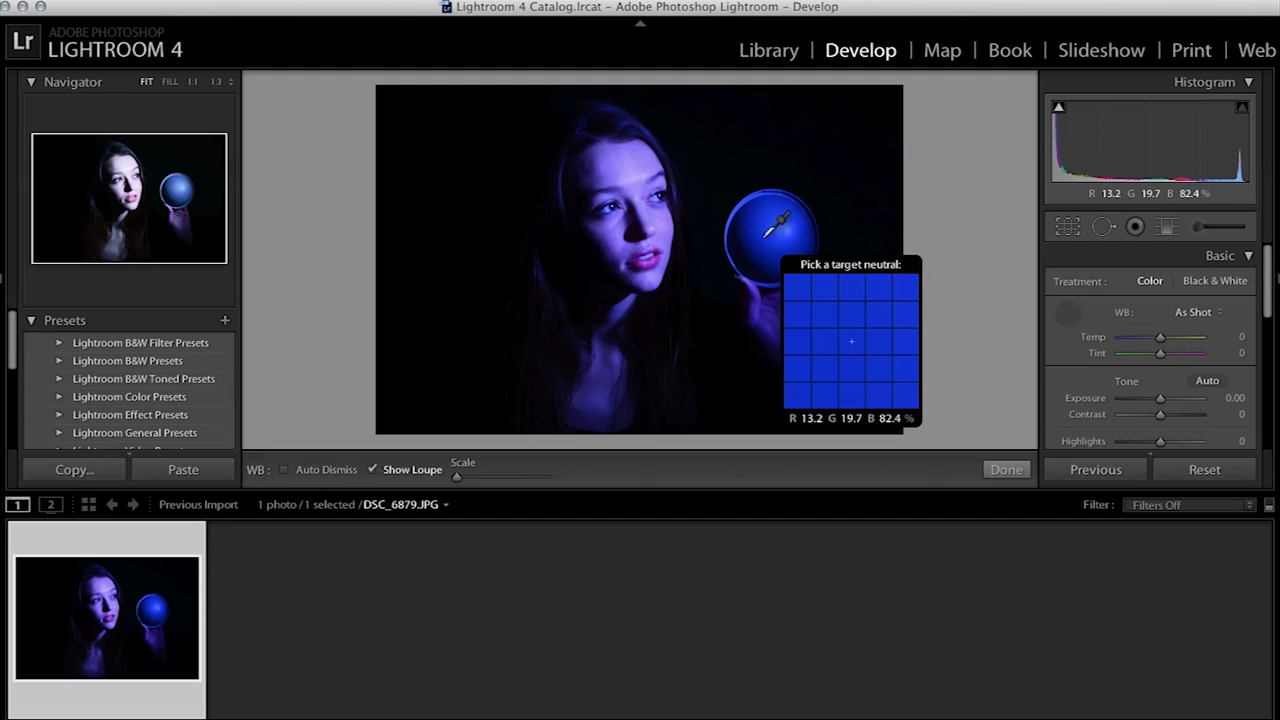 Lightroom 4 Catalog.lrcat - Adobe Photoshop Lightroom - Develop
Lr
ADOBE PHOTOSHOP
LIGHTROOM 4
Library | Develop | Map | Book | Slideshow | Print | Web
Navigator FIT FILL 1:1 1:3
Histogram
R 13.2 G 19.7 B 82.4 %
Basic
Treatment : Color Black & White
WB: As Shot
Temp 0
Tint 0
Tone Auto
Exposure 0.00
Contrast 0
Highlights 0
Pick a target neutral:
R 13.2 G 19.7 B 82.4 %
Presets +
Lightroom B&W Filter Presets
Lightroom B&W Presets
Lightroom B&W Toned Presets
Lightroom Color Presets
Lightroom Effect Presets
Lightroom General Presets
Copy... Paste
WB : Auto Dismiss Show Loupe Scale Done
Previous Reset
1 2 Previous Import 1 photo / 1 selected / DSC_6879.JPG
Filter : Filters Off